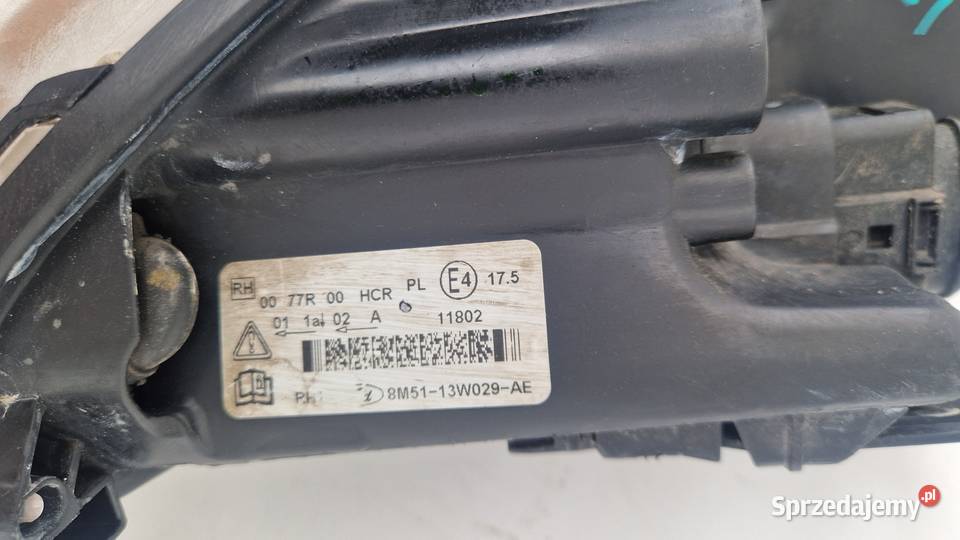 RH 00 77R 00 HCR PL E4 17.5
01 1a 02 A 11802
8M51-13W029-AE
Sprzedajemy.pl